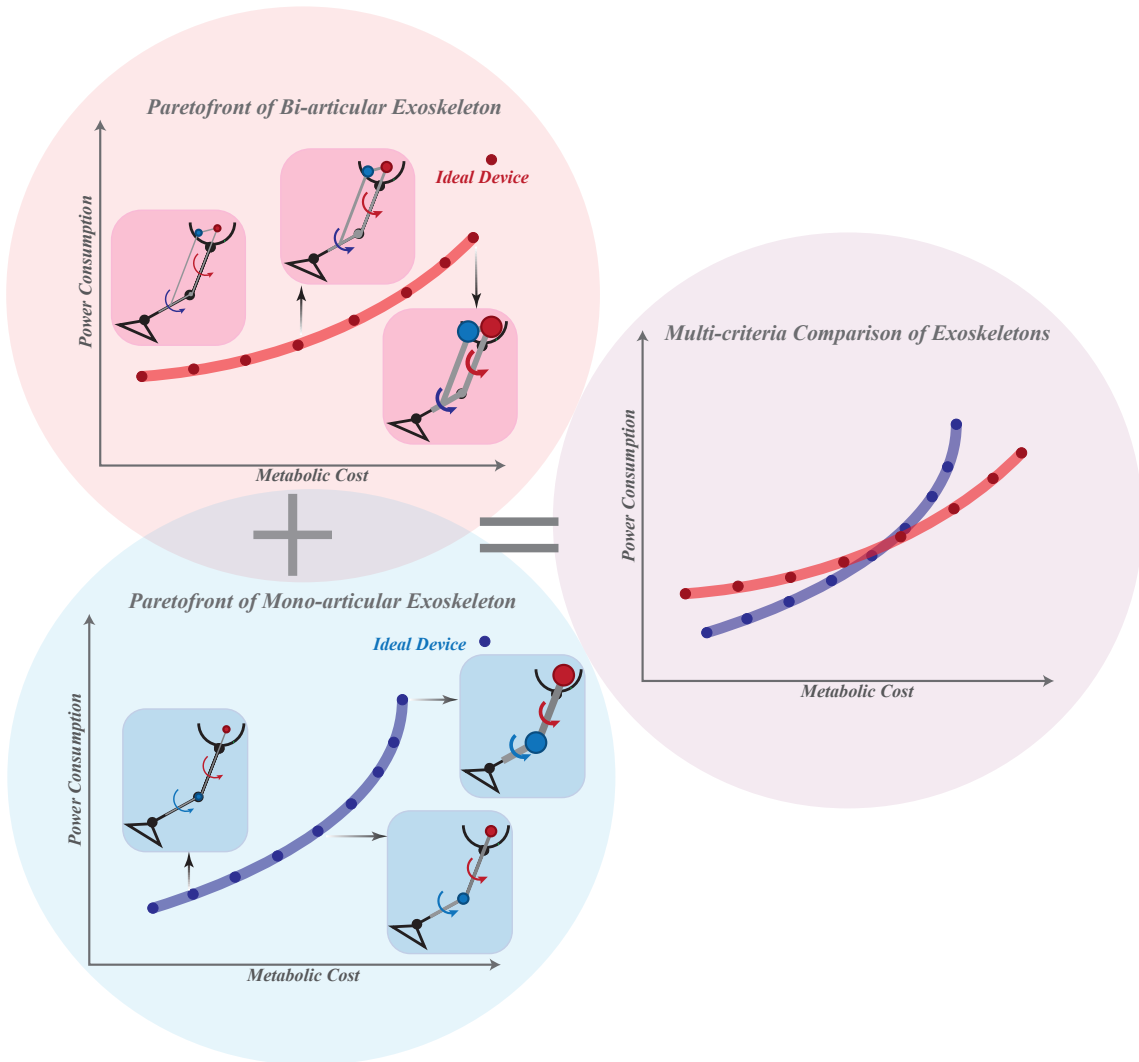 Paretofront of Bi-articular Exoskeleton
Ideal Device
Power Consumption
Metabolic Cost
Multi-criteria Comparison of Exoskeletons
Power Consumption
Metabolic Cost
Paretofront of Mono-articular Exoskeleton
Ideal Device
Power Consumption
Metabolic Cost